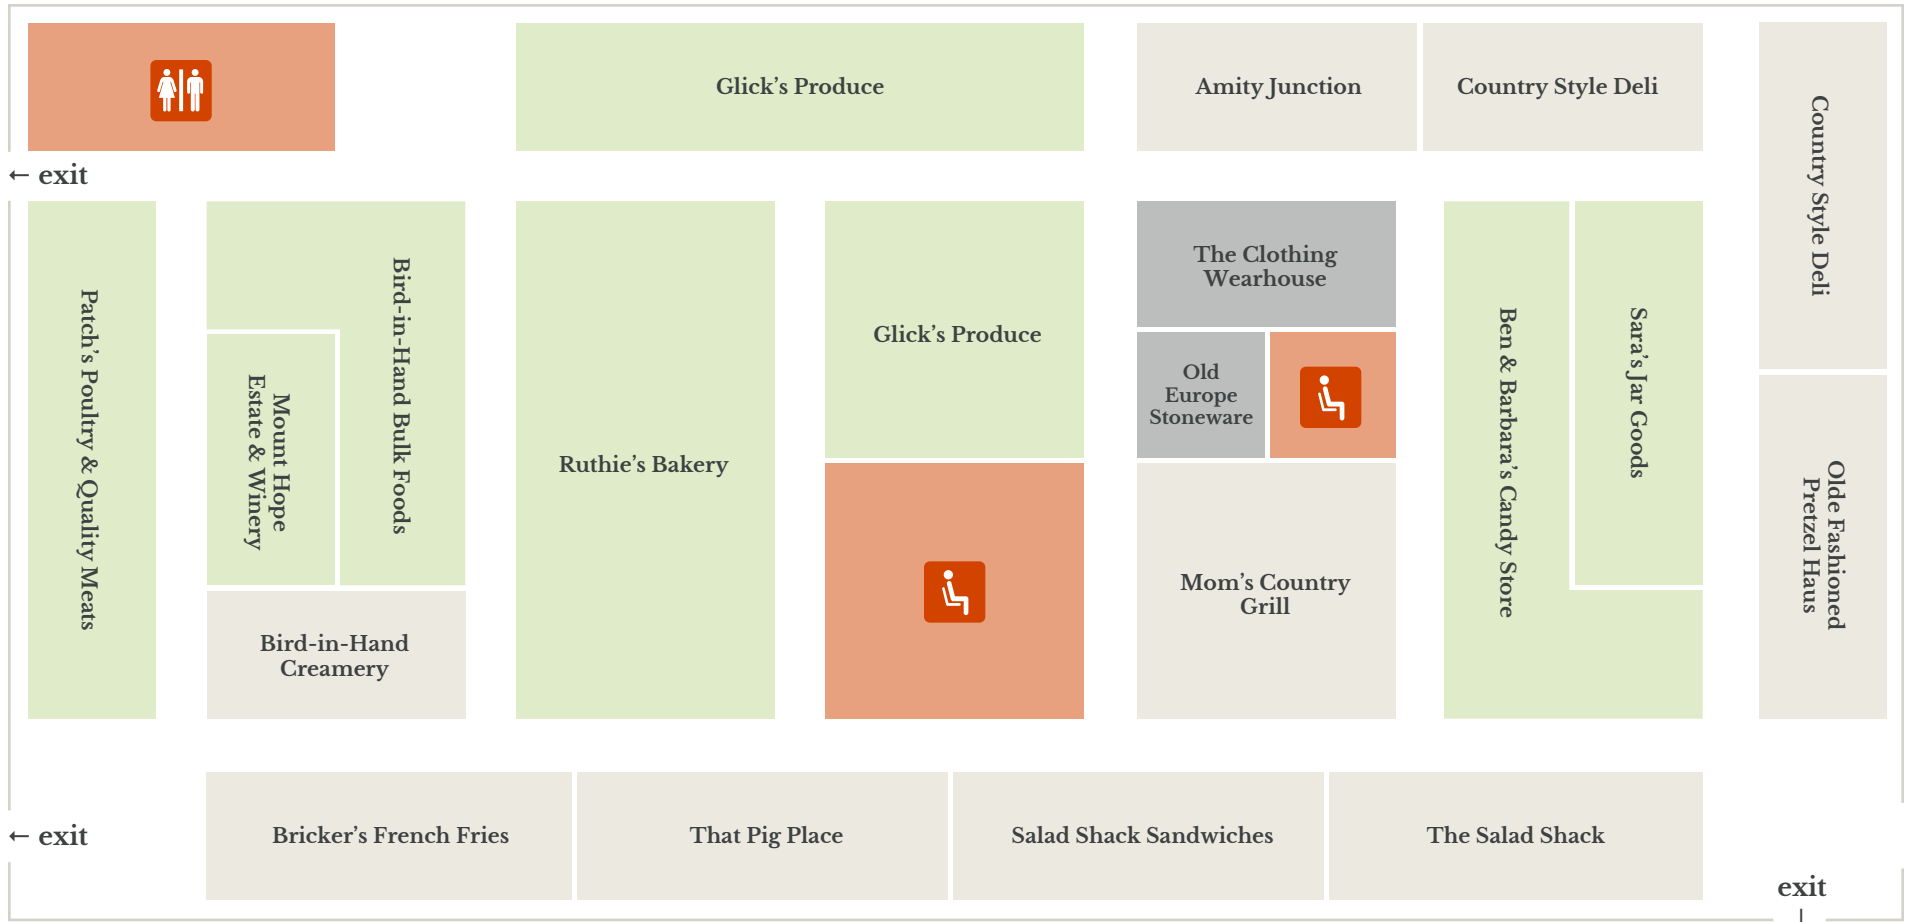 Glick’s Produce
Amity Junction
Country Style Deli
Country Style Deli
← exit
Patch’s Poultry & Quality Meats
Bird-in-Hand Bulk Foods
Mount Hope
Estate & Winery
Bird-in-Hand
Creamery
Ruthie’s Bakery
Glick’s Produce
The Clothing
Wearhouse
Old
Europe
Stoneware
Mom’s Country
Grill
Ben & Barbara’s Candy Store
Sara’s Jar Goods
Olde Fashioned
Pretzel Haus
← exit
Bricker’s French Fries
That Pig Place
Salad Shack Sandwiches
The Salad Shack
exit